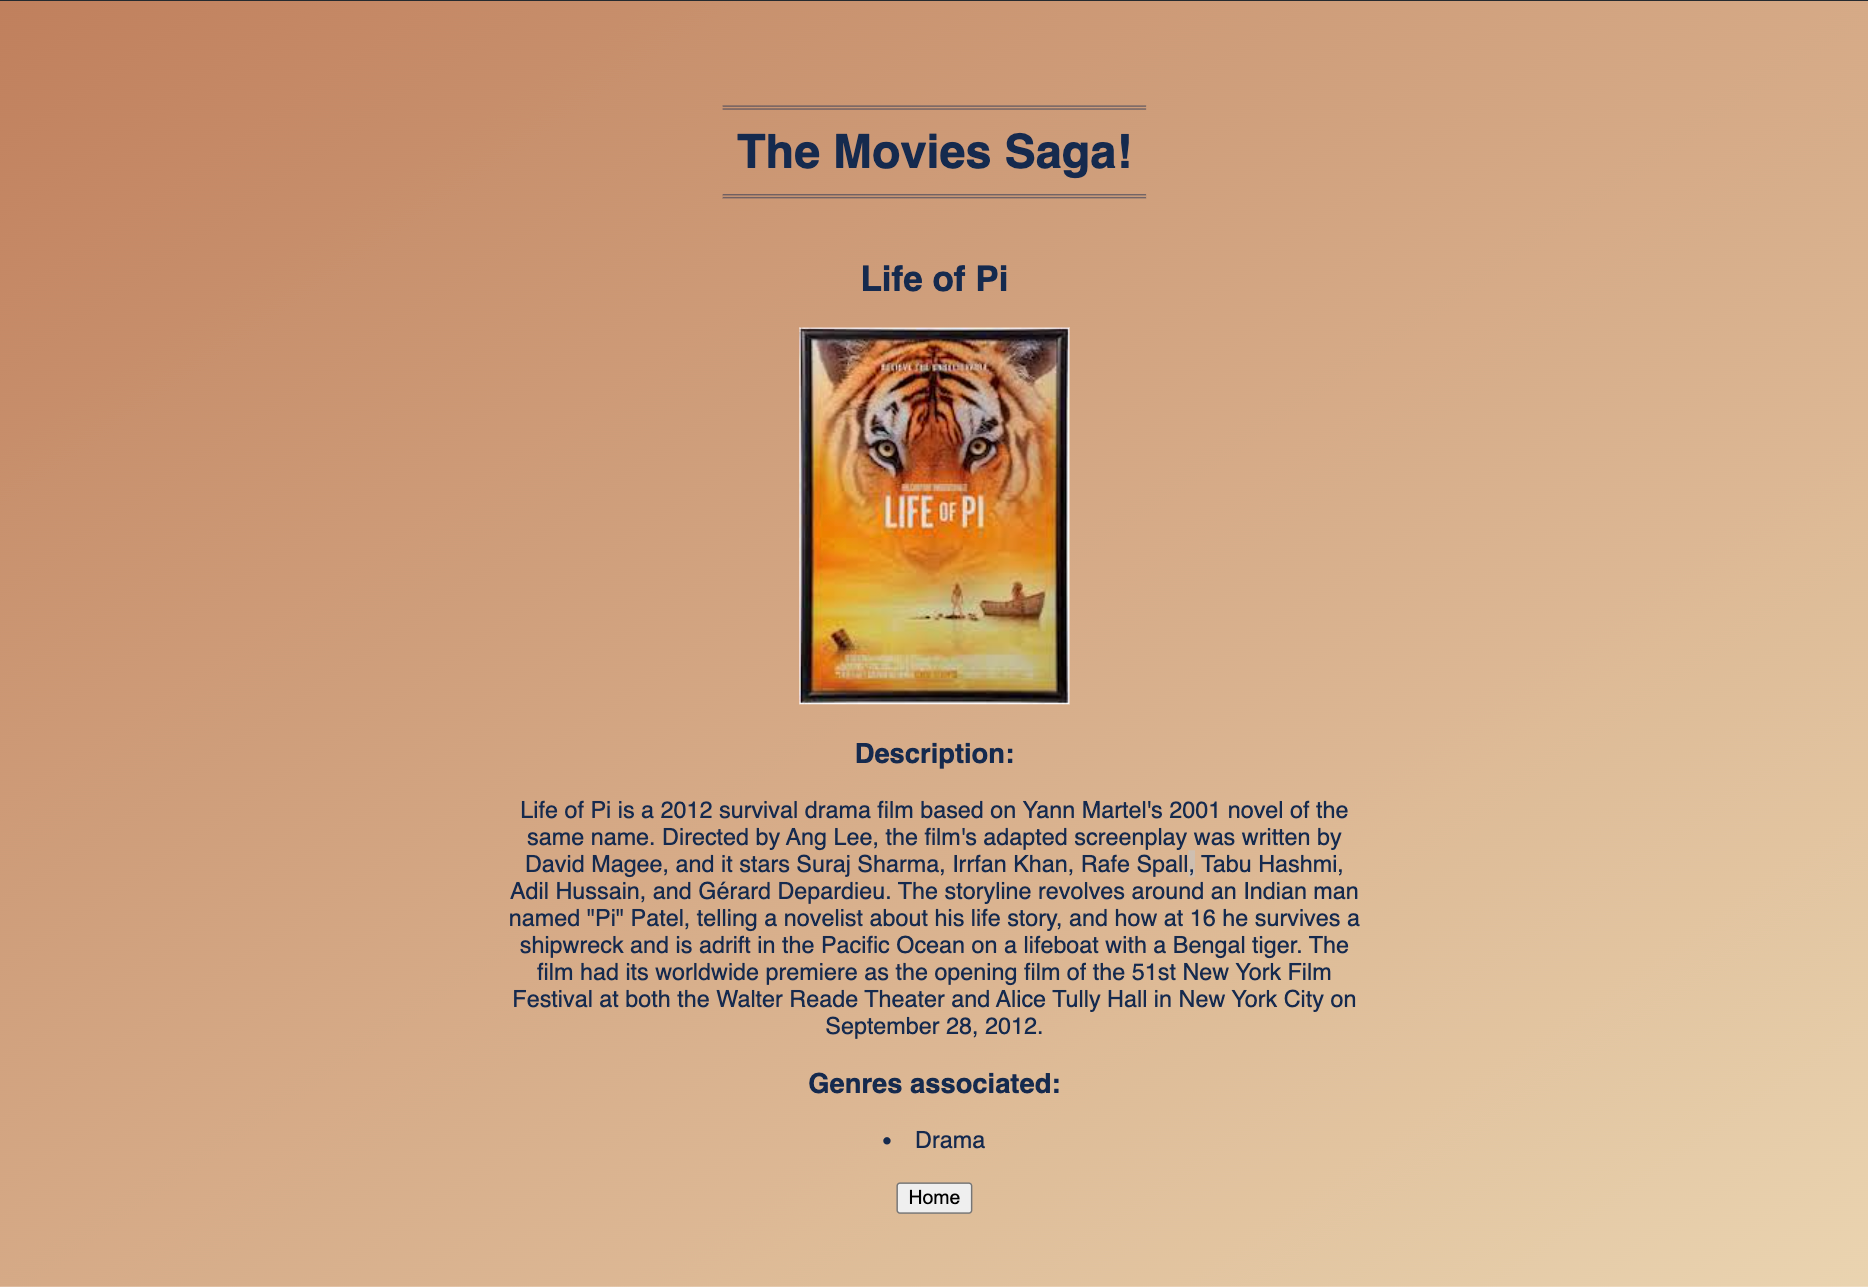 The Movies Saga!
Life of Pi
LIFE OF PI
Description:
Life of Pi is a 2012 survival drama film based on Yann Martel's 2001 novel of the
same name. Directed by Ang Lee, the film's adapted screenplay was written by
David Magee, and it stars Suraj Sharma, Irrfan Khan, Rafe Spall, Tabu Hashmi,
Adil Hussain, and Gérard Depardieu. The storyline revolves around an Indian man
named "Pi" Patel, telling a novelist about his life story, and how at 16 he survives a
shipwreck and is adrift in the Pacific Ocean on a lifeboat with a Bengal tiger. The
film had its worldwide premiere as the opening film of the 51st New York Film
Festival at both the Walter Reade Theater and Alice Tully Hall in New York City on
September 28, 2012.
Genres associated:
• Drama
Home